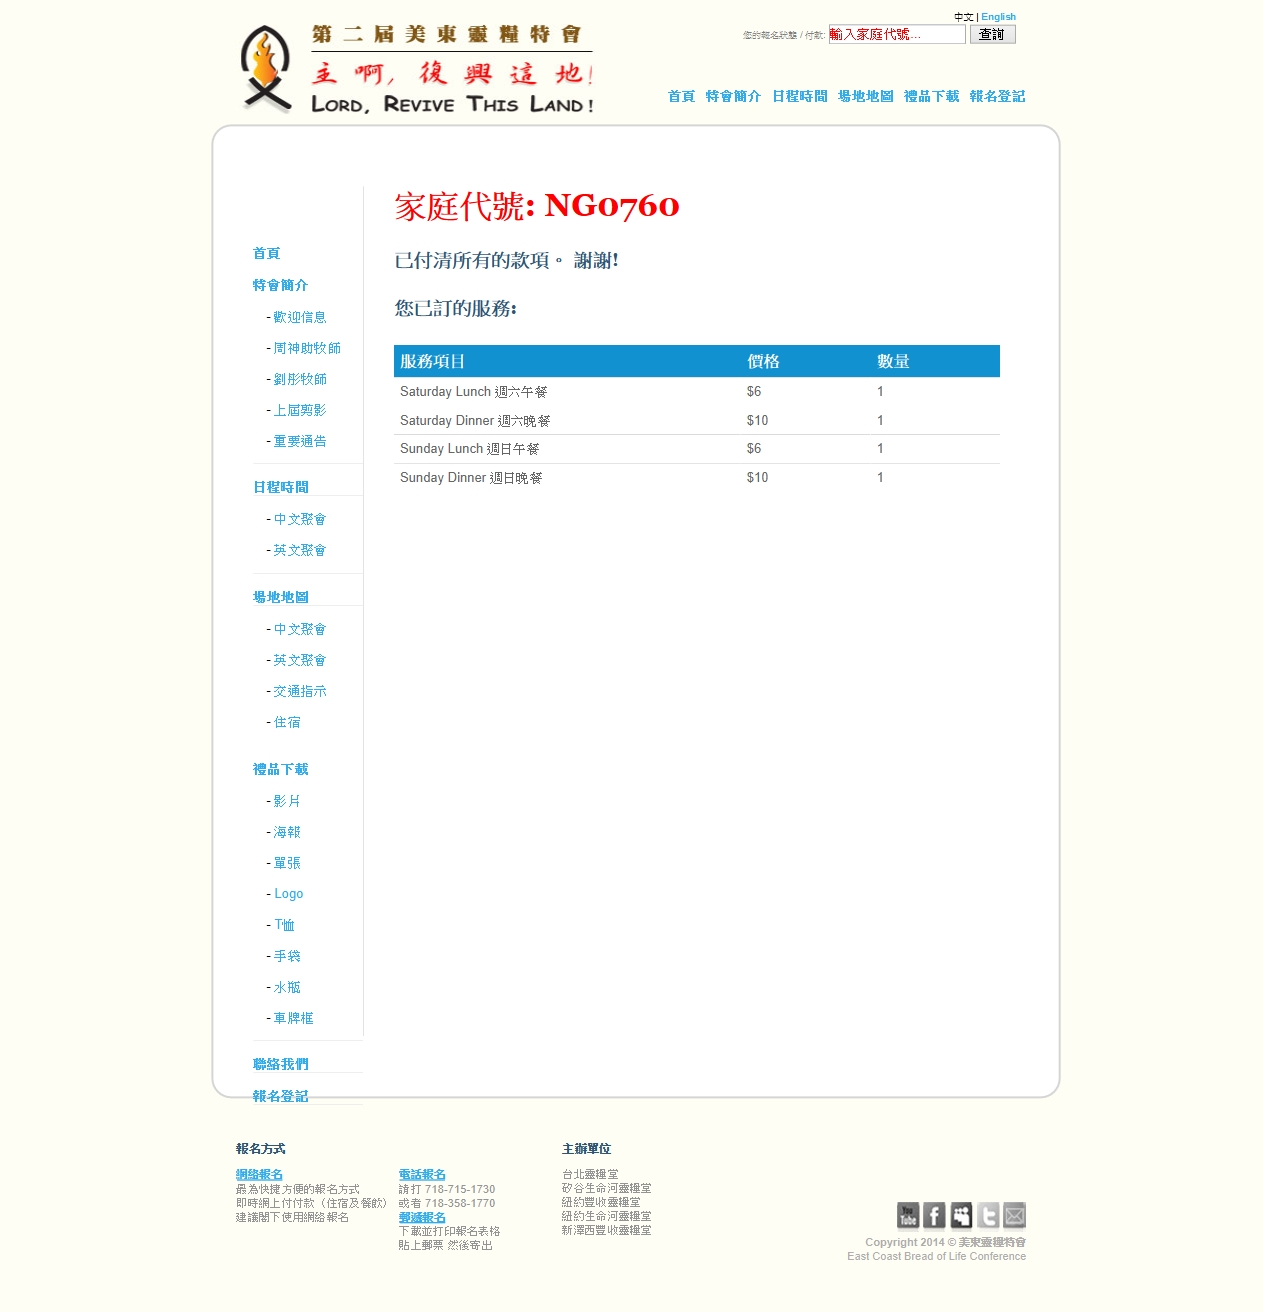 第二屆美東靈糧特會
主啊, 復興這地!
LORD, REVIVE THIS LAND!
中文 | English
您的報名狀態 / 付款: 輸入家庭代號... 查詢
首頁 特會簡介 日程時間 場地地圖 禮品下載 報名登記
首頁
特會簡介
- 歡迎信息
- 周神助牧師
- 劉彤牧師
- 上屆剪影
- 重要通告
日程時間
- 中文聚會
- 英文聚會
場地地圖
- 中文聚會
- 英文聚會
- 交通指示
- 住宿
禮品下載
- 影片
- 海報
- 單張
- Logo
- T恤
- 手袋
- 水瓶
- 車牌框
聯絡我們
報名登記
家庭代號: NG0760
已付清所有的款項。 謝謝!
您已訂的服務:
服務項目 價格 數量
Saturday Lunch 週六午餐 $6 1
Saturday Dinner 週六晚餐 $10 1
Sunday Lunch 週日午餐 $6 1
Sunday Dinner 週日晚餐 $10 1
報名方式
網絡報名
最為快捷方便的報名方式
即時網上付付款（住宿及餐飲）
建議閣下使用網絡報名
電話報名
請打 718-715-1730
或者 718-358-1770
郵遞報名
下載並打印報名表格
貼上郵票 然後寄出
主辦單位
台北靈糧堂
矽谷生命河靈糧堂
紐約豐收靈糧堂
紐約生命河靈糧堂
新澤西豐收靈糧堂
You Tube
Copyright 2014 © 美東靈糧特會
East Coast Bread of Life Conference